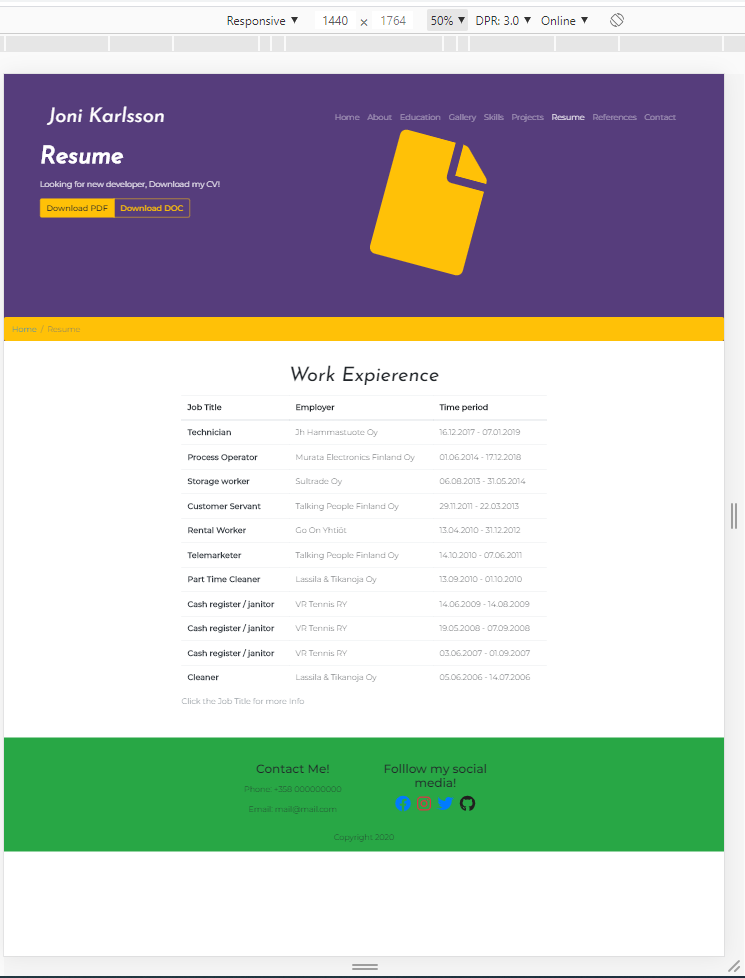 Responsive ▼ 1440 × 1764 50% ▼ DPR: 3.0 ▼ Online ▼
Joni Karlsson
Home About Education Gallery Skills Projects Resume References Contact
Resume
Looking for new developer, Download my CV!
Download PDF Download DOC
Home / Resume
Work Expierence
Job Title Employer Time period
Technician Jh Hammastuote Oy 16.12.2017 - 07.01.2019
Process Operator Murata Electronics Finland Oy 01.06.2014 - 17.12.2018
Storage worker Sultrade Oy 06.08.2013 - 31.05.2014
Customer Servant Talking People Finland Oy 29.11.2011 - 22.03.2013
Rental Worker Go On Yhtiöt 13.04.2010 - 31.12.2012
Telemarketer Talking People Finland Oy 14.10.2010 - 07.06.2011
Part Time Cleaner Lassila & Tikanoja Oy 13.09.2010 - 01.10.2010
Cash register / janitor VR Tennis RY 14.06.2009 - 14.08.2009
Cash register / janitor VR Tennis RY 19.05.2008 - 07.09.2008
Cash register / janitor VR Tennis RY 03.06.2007 - 01.09.2007
Cleaner Lassila & Tikanoja Oy 05.06.2006 - 14.07.2006
Click the Job Title for more Info
Contact Me!
Phone: +358 000000000
Email: mail@mail.com
Folllow my social
media!
Copyright 2020